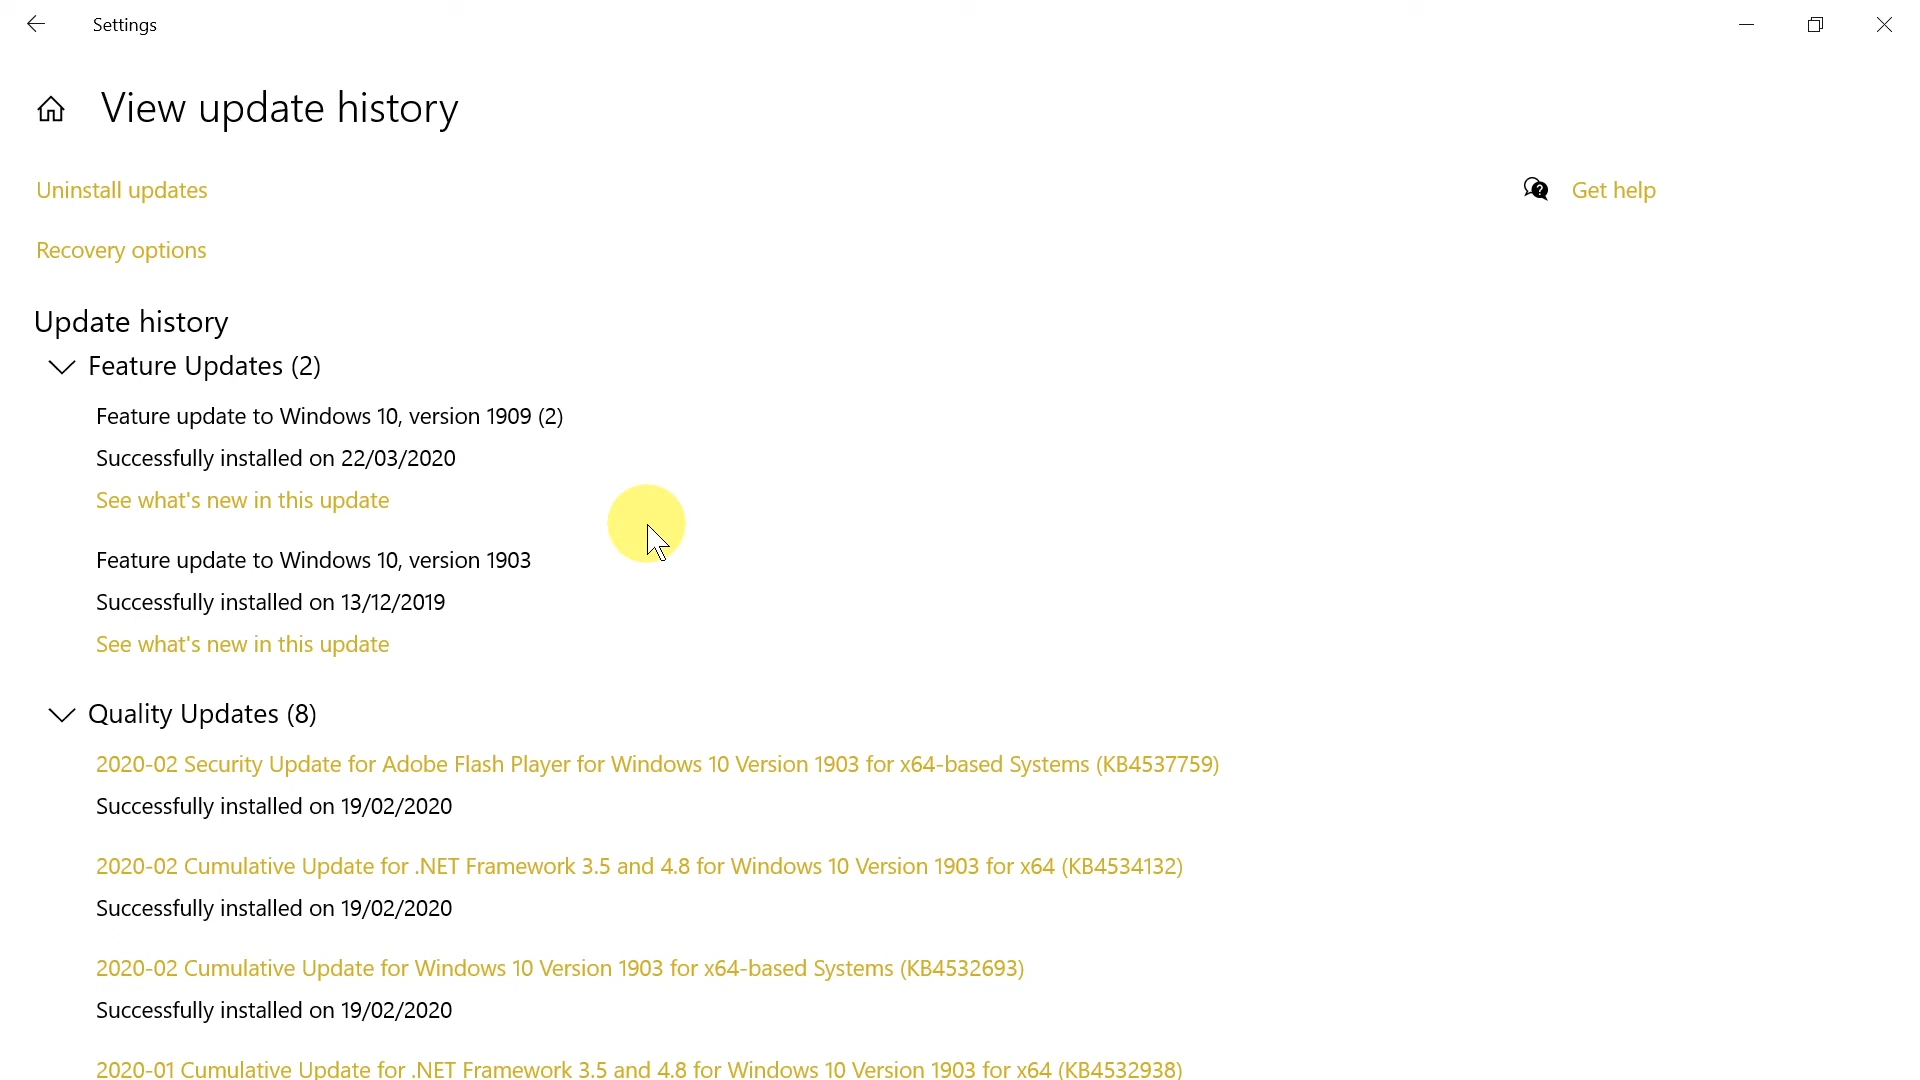 Settings
View update history
Uninstall updates
Get help
Recovery options
Update history
Feature Updates (2)
Feature update to Windows 10, version 1909 (2)
Successfully installed on 22/03/2020
See what's new in this update
Feature update to Windows 10, version 1903
Successfully installed on 13/12/2019
See what's new in this update
Quality Updates (8)
2020-02 Security Update for Adobe Flash Player for Windows 10 Version 1903 for x64-based Systems (KB4537759)
Successfully installed on 19/02/2020
2020-02 Cumulative Update for .NET Framework 3.5 and 4.8 for Windows 10 Version 1903 for x64 (KB4534132)
Successfully installed on 19/02/2020
2020-02 Cumulative Update for Windows 10 Version 1903 for x64-based Systems (KB4532693)
Successfully installed on 19/02/2020
2020-01 Cumulative Update for .NET Framework 3.5 and 4.8 for Windows 10 Version 1903 for x64 (KB4532938)